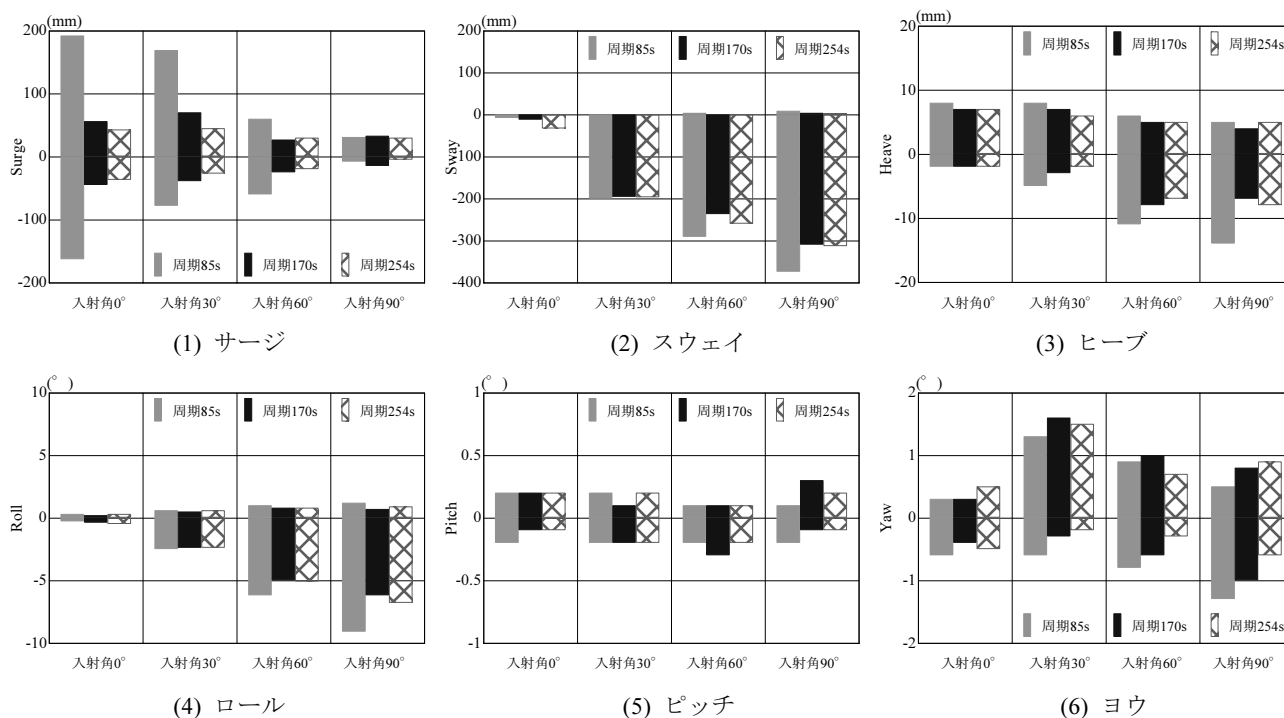 (mm)
200
100
0
-100
-200
Surge
周期85s 周期170s 周期254s
入射角0° 入射角30° 入射角60° 入射角90°
(1) サージ
(mm)
200
100
0
-100
-200
-300
-400
Sway
周期85s 周期170s 周期254s
入射角0° 入射角30° 入射角60° 入射角90°
(2) スウェイ
(mm)
20
10
0
-10
-20
Heave
周期85s 周期170s 周期254s
入射角0° 入射角30° 入射角60° 入射角90°
(3) ヒーブ
(° )
10
5
0
-5
-10
Roll
周期85s 周期170s 周期254s
入射角0° 入射角30° 入射角60° 入射角90°
(4) ロール
(° )
1
0.5
0
-0.5
-1
Pitch
周期85s 周期170s 周期254s
入射角0° 入射角30° 入射角60° 入射角90°
(5) ピッチ
(° )
2
1
0
-1
-2
Yaw
周期85s 周期170s 周期254s
入射角0° 入射角30° 入射角60° 入射角90°
(6) ヨウ